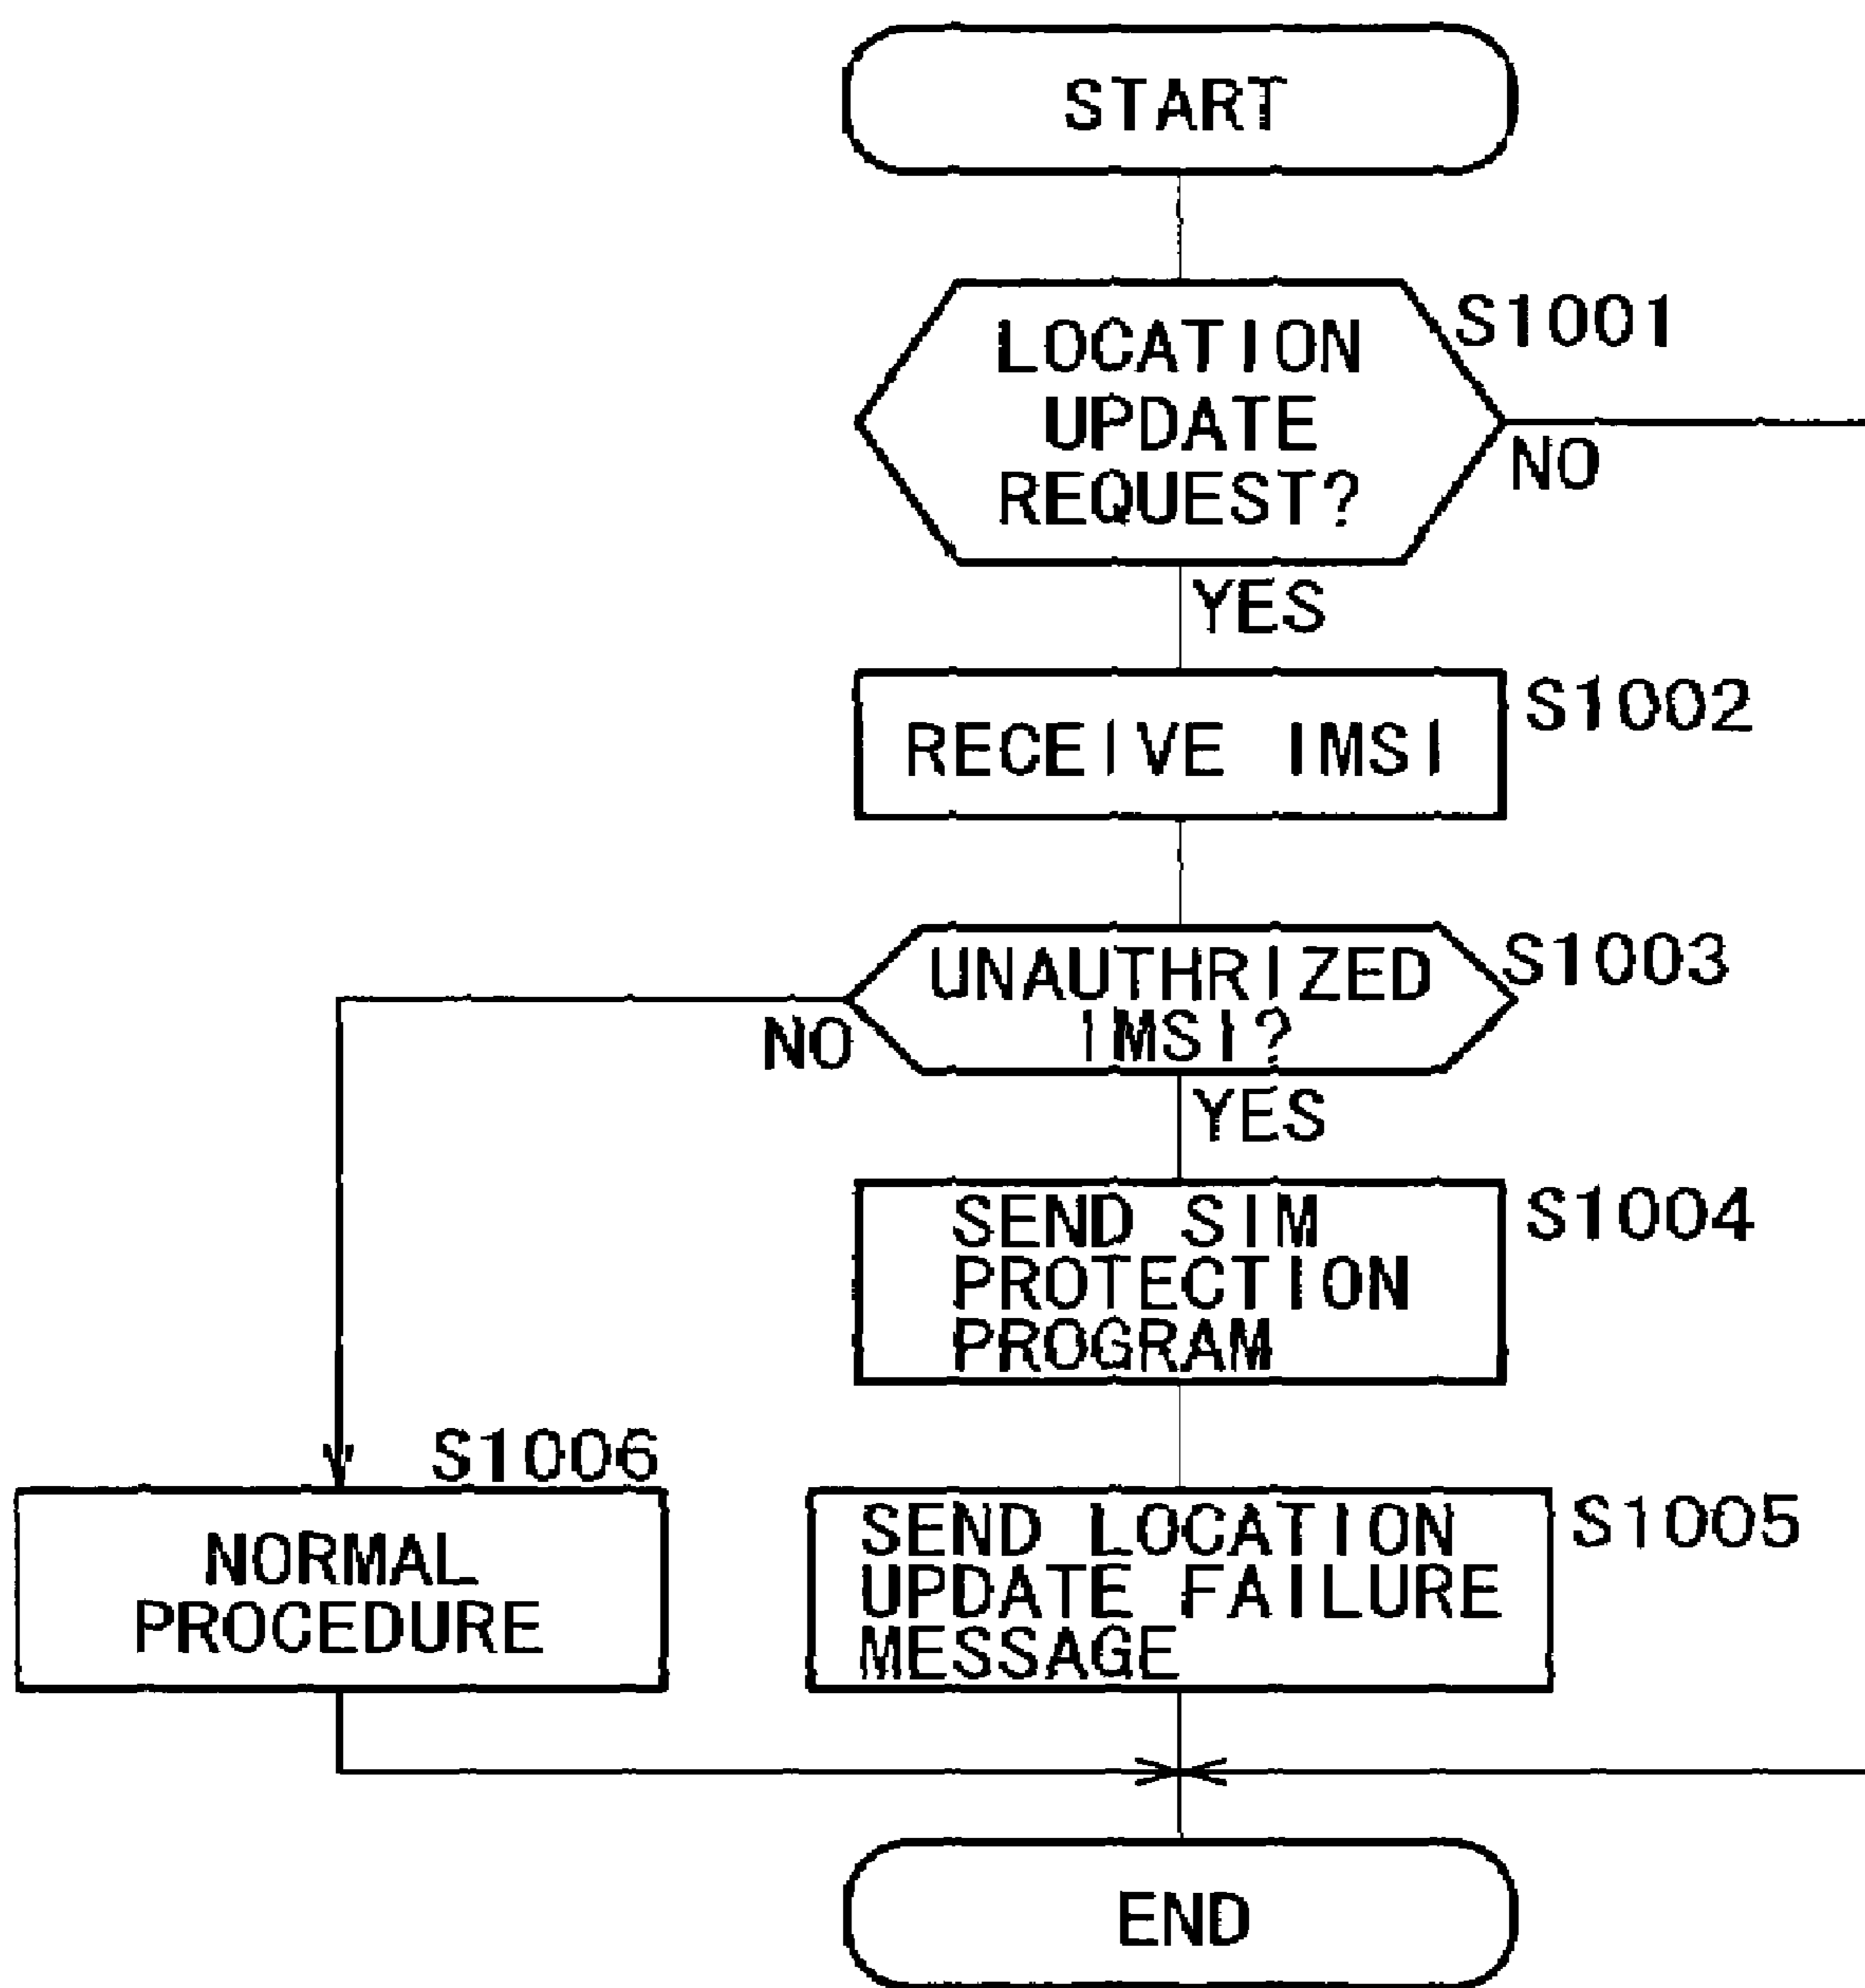 START
LOCATION
UPDATE
REQUEST?
S1001
NO
YES
RECEIVE IMSI
S1002
UNAUTHRIZED
IMSI?
S1003
NO
YES
SEND SIM
PROTECTION
PROGRAM
S1004
S1006
NORMAL
PROCEDURE
SEND LOCATION
UPDATE FAILURE
MESSAGE
S1005
END